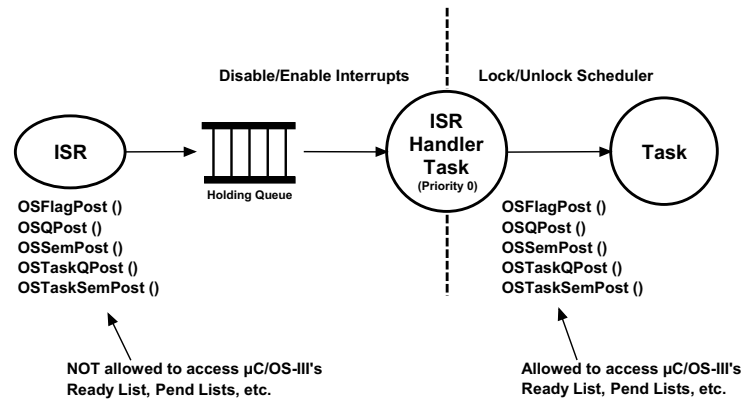 Disable/Enable Interrupts
Lock/Unlock Scheduler
ISR
Holding Queue
ISR
Handler
Task
(Priority 0)
Task
OSFlagPost ()
OSQPost ()
OSSemPost ()
OSTaskQPost ()
OSTaskSemPost ()
OSFlagPost ()
OSQPost ()
OSSemPost ()
OSTaskQPost ()
OSTaskSemPost ()
NOT allowed to access µC/OS-III's
Ready List, Pend Lists, etc.
Allowed to access µC/OS-III's
Ready List, Pend Lists, etc.